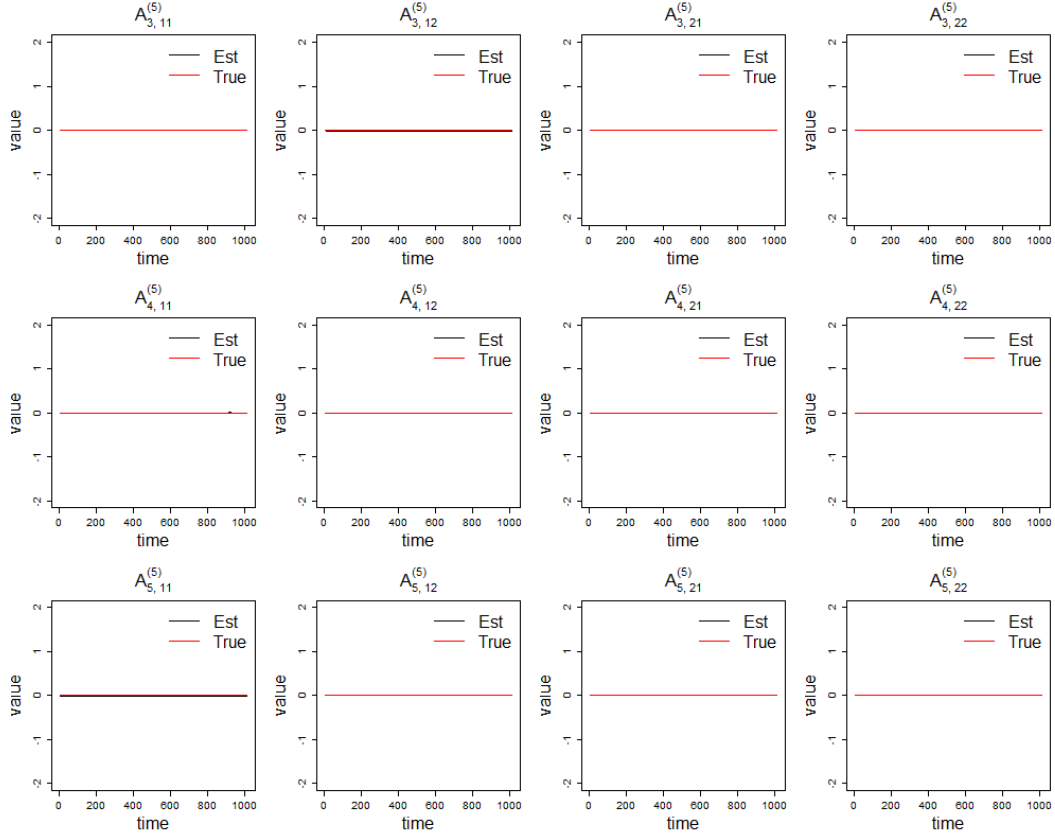 A(5)3, 11 A(5)3, 12 A(5)3, 21 A(5)3, 22
value 2 1 0 -1 -2 Est True value 2 1 0 -1 -2 Est True value 2 1 0 -1 -2 Est True value 2 1 0 -1 -2 Est True
0 200 400 600 800 1000 0 200 400 600 800 1000 0 200 400 600 800 1000 0 200 400 600 800 1000
time time time time
A(5)4, 11 A(5)4, 12 A(5)4, 21 A(5)4, 22
value 2 1 0 -1 -2 Est True value 2 1 0 -1 -2 Est True value 2 1 0 -1 -2 Est True value 2 1 0 -1 -2 Est True
0 200 400 600 800 1000 0 200 400 600 800 1000 0 200 400 600 800 1000 0 200 400 600 800 1000
time time time time
A(5)5, 11 A(5)5, 12 A(5)5, 21 A(5)5, 22
value 2 1 0 -1 -2 Est True value 2 1 0 -1 -2 Est True value 2 1 0 -1 -2 Est True value 2 1 0 -1 -2 Est True
0 200 400 600 800 1000 0 200 400 600 800 1000 0 200 400 600 800 1000 0 200 400 600 800 1000
time time time time